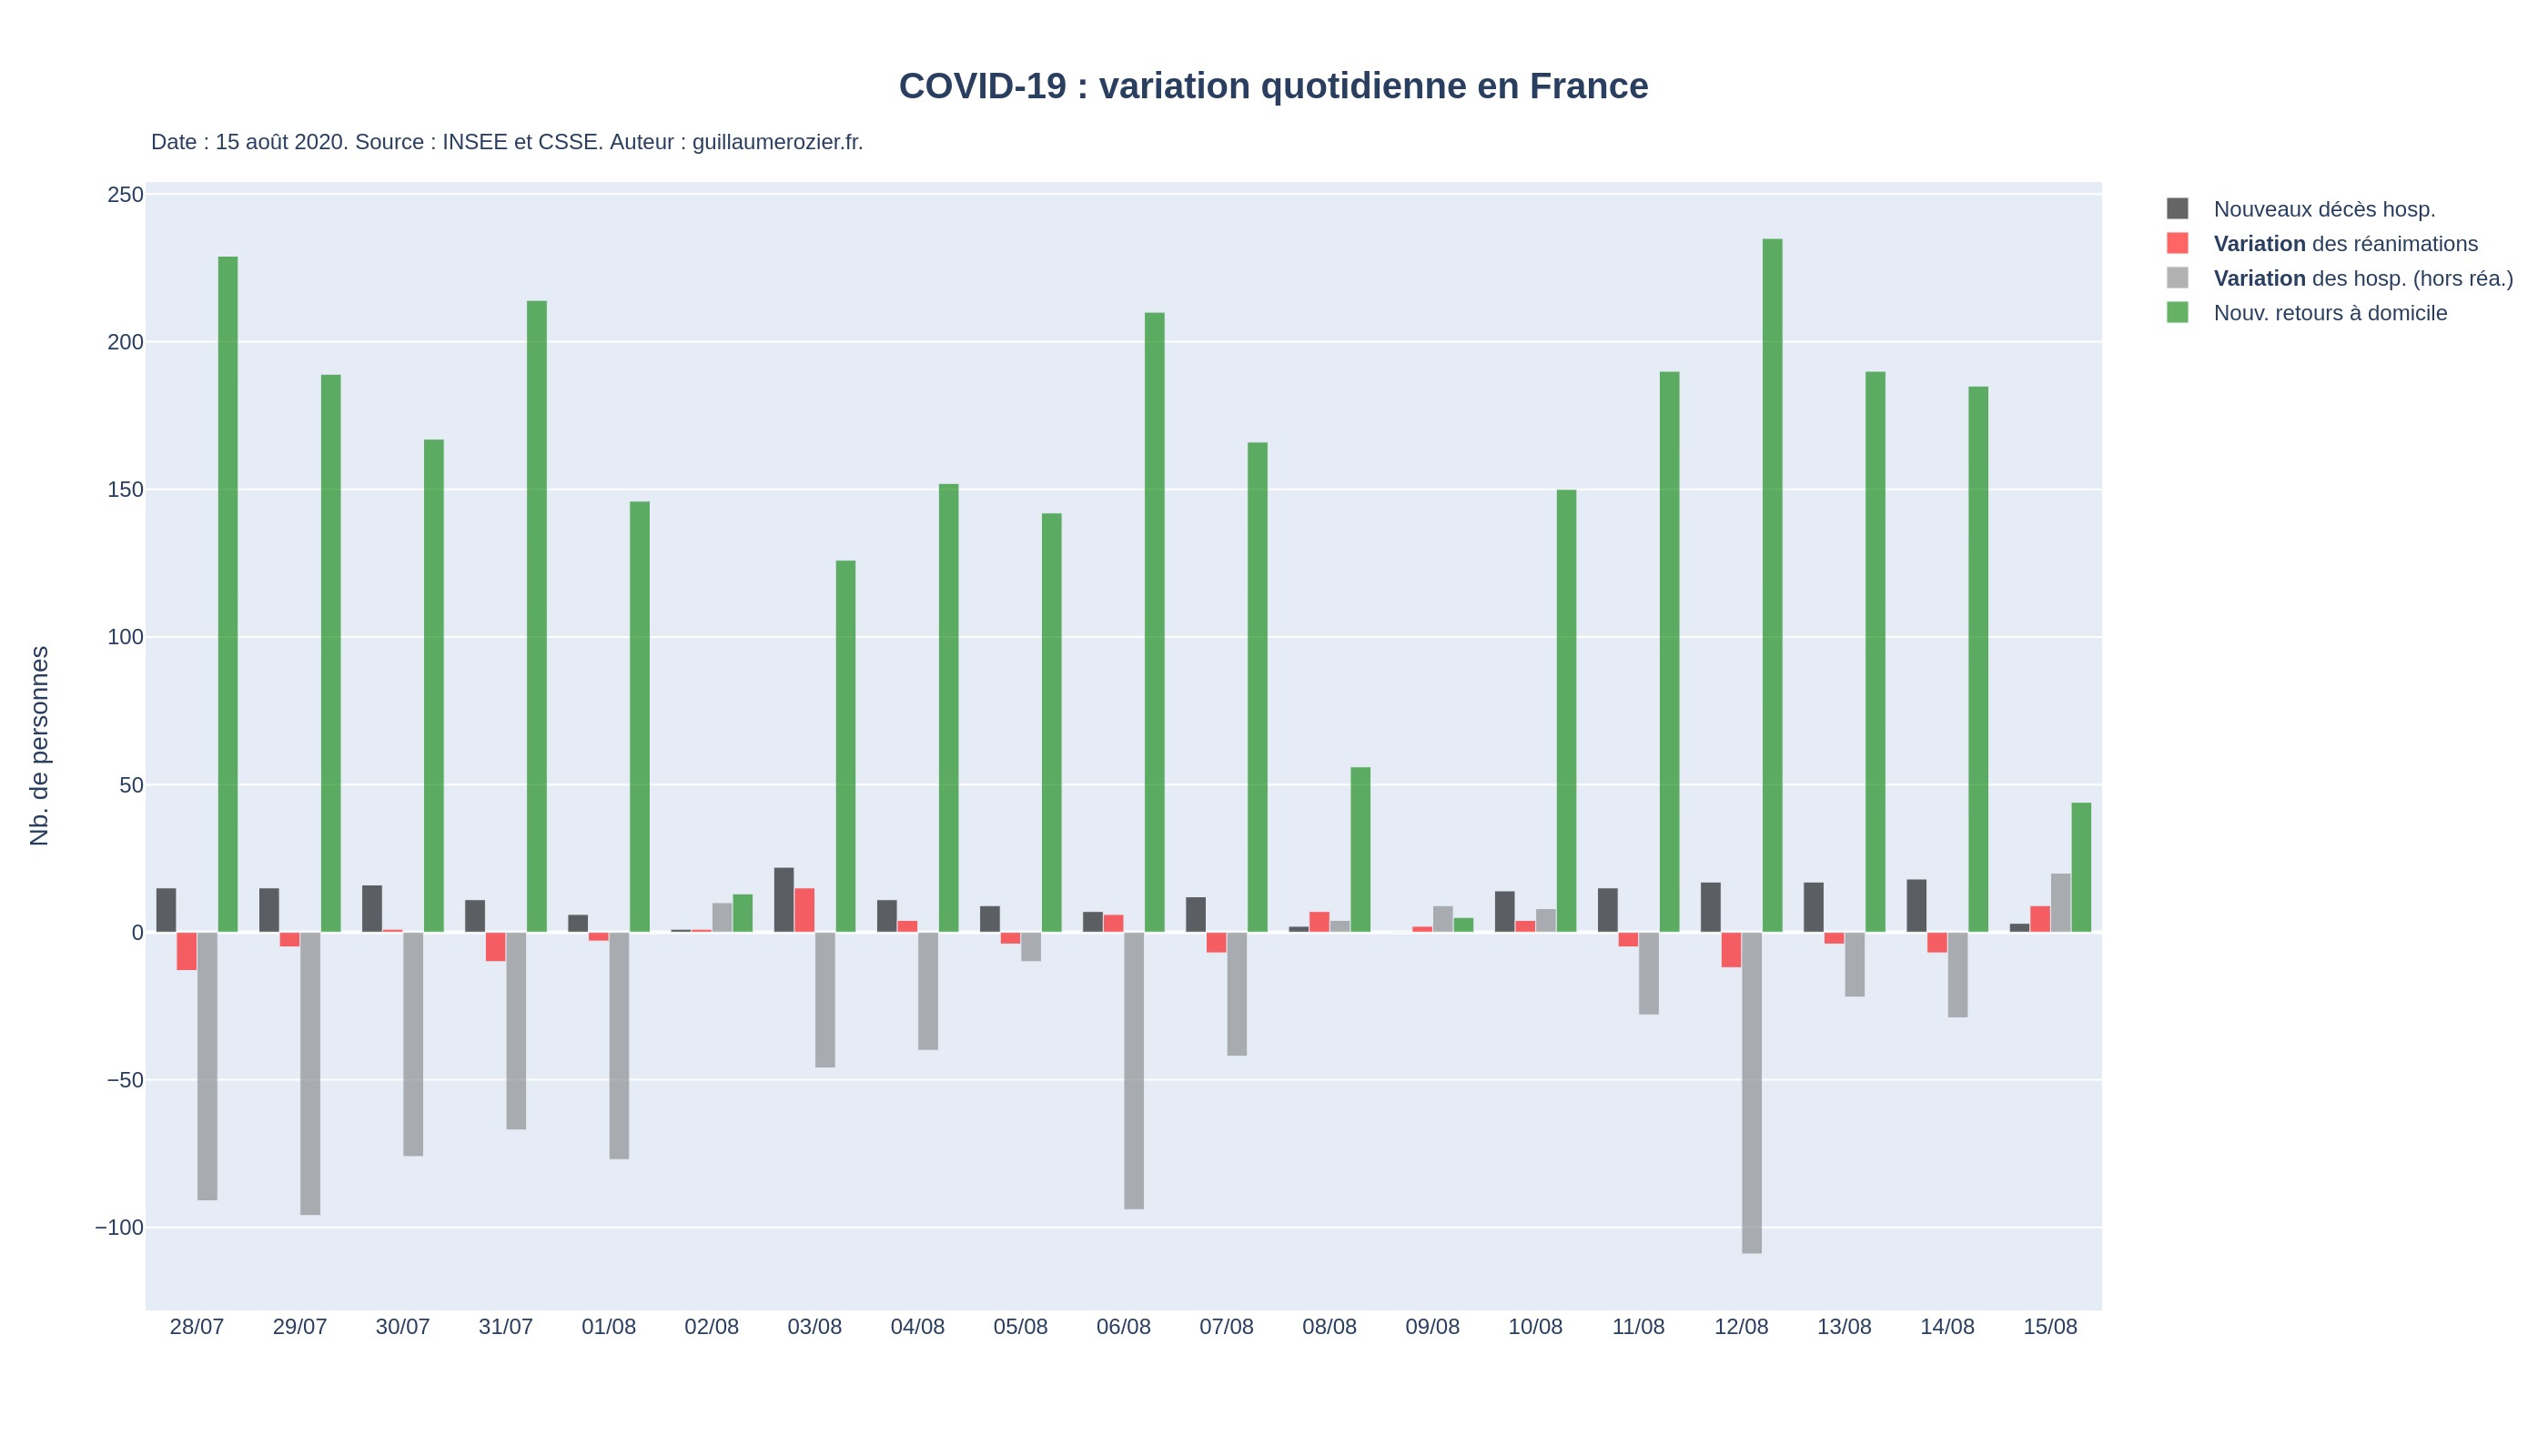 COVID-19 : variation quotidienne en France
Date : 15 août 2020. Source : INSEE et CSSE. Auteur : guillaumerozier.fr.
Nb. de personnes
250
200
150
100
50
0
−50
−100
28/07 29/07 30/07 31/07 01/08 02/08 03/08 04/08 05/08 06/08 07/08 08/08 09/08 10/08 11/08 12/08 13/08 14/08 15/08
Nouveaux décès hosp.
Variation des réanimations
Variation des hosp. (hors réa.)
Nouv. retours à domicile